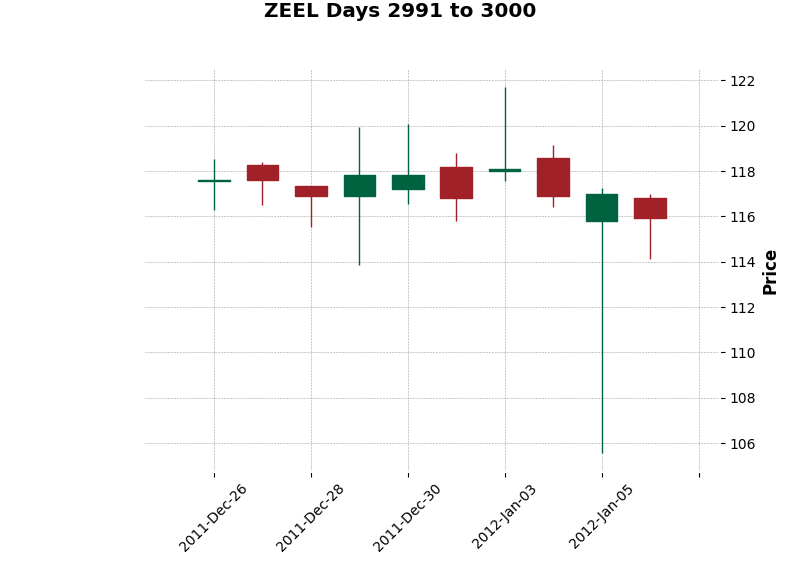 ZEEL Days 2991 to 3000
122
120
118
116
114
112
110
108
106
Price
2011-Dec-26
2011-Dec-28
2011-Dec-30
2012-Jan-03
2012-Jan-05